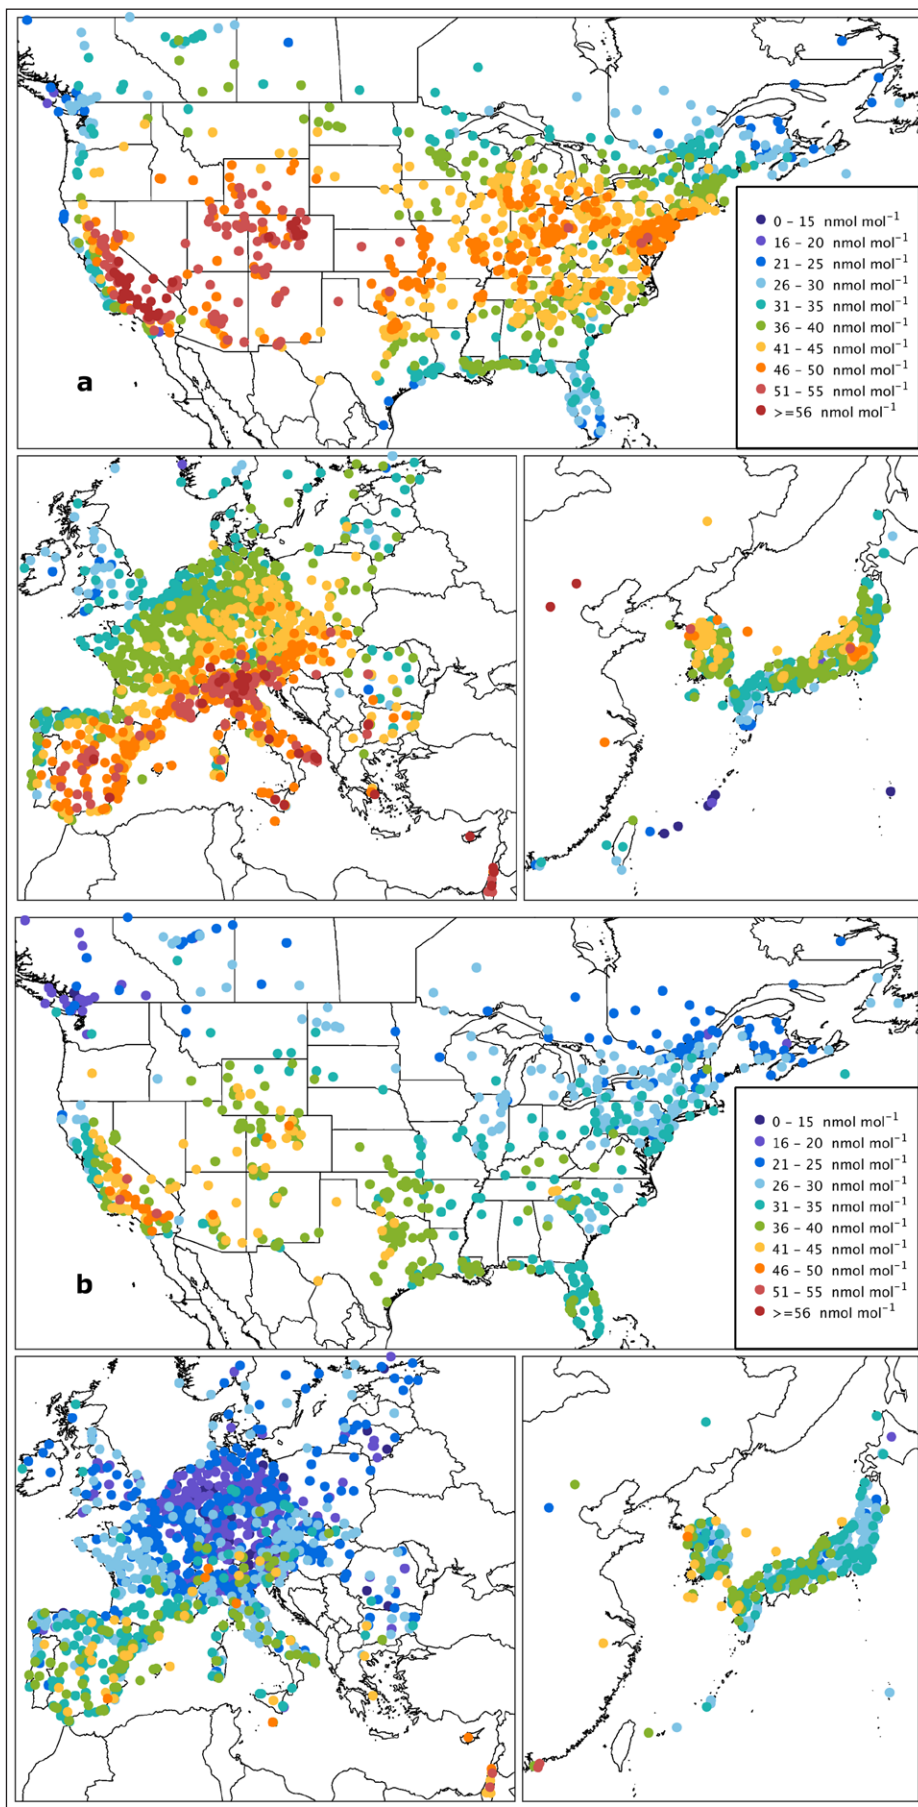 0 – 15 nmol mol⁻¹
16 – 20 nmol mol⁻¹
21 – 25 nmol mol⁻¹
26 – 30 nmol mol⁻¹
31 – 35 nmol mol⁻¹
36 – 40 nmol mol⁻¹
41 – 45 nmol mol⁻¹
46 – 50 nmol mol⁻¹
51 – 55 nmol mol⁻¹
>=56 nmol mol⁻¹
a
0 – 15 nmol mol⁻¹
16 – 20 nmol mol⁻¹
21 – 25 nmol mol⁻¹
26 – 30 nmol mol⁻¹
31 – 35 nmol mol⁻¹
36 – 40 nmol mol⁻¹
41 – 45 nmol mol⁻¹
46 – 50 nmol mol⁻¹
51 – 55 nmol mol⁻¹
>=56 nmol mol⁻¹
b